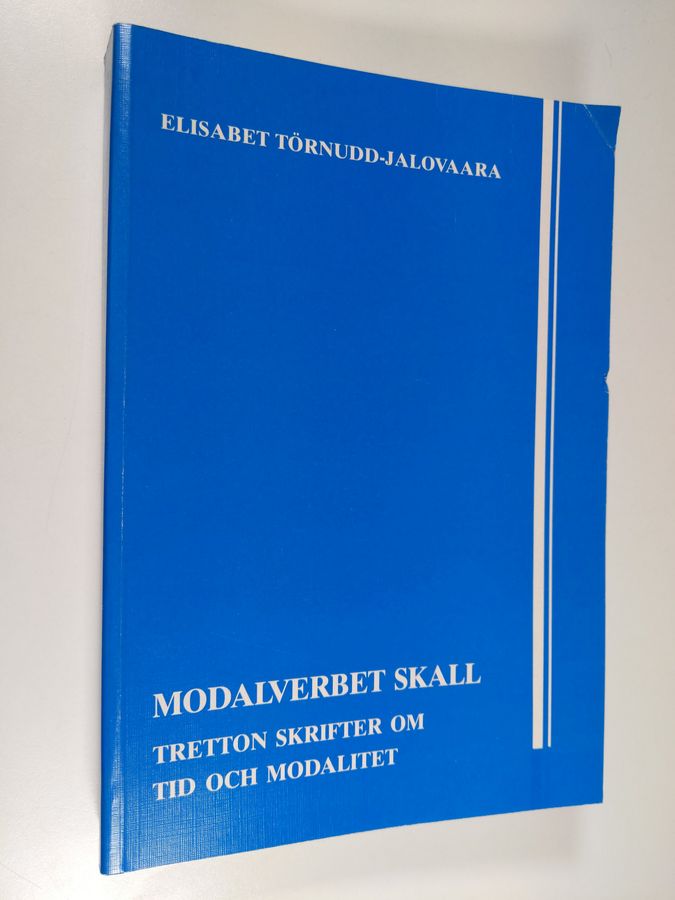 ELISABET TÖRNUDD-JALOVAARA
MODALVERBET SKALL
TRETTON SKRIFTER OM
TID OCH MODALITET